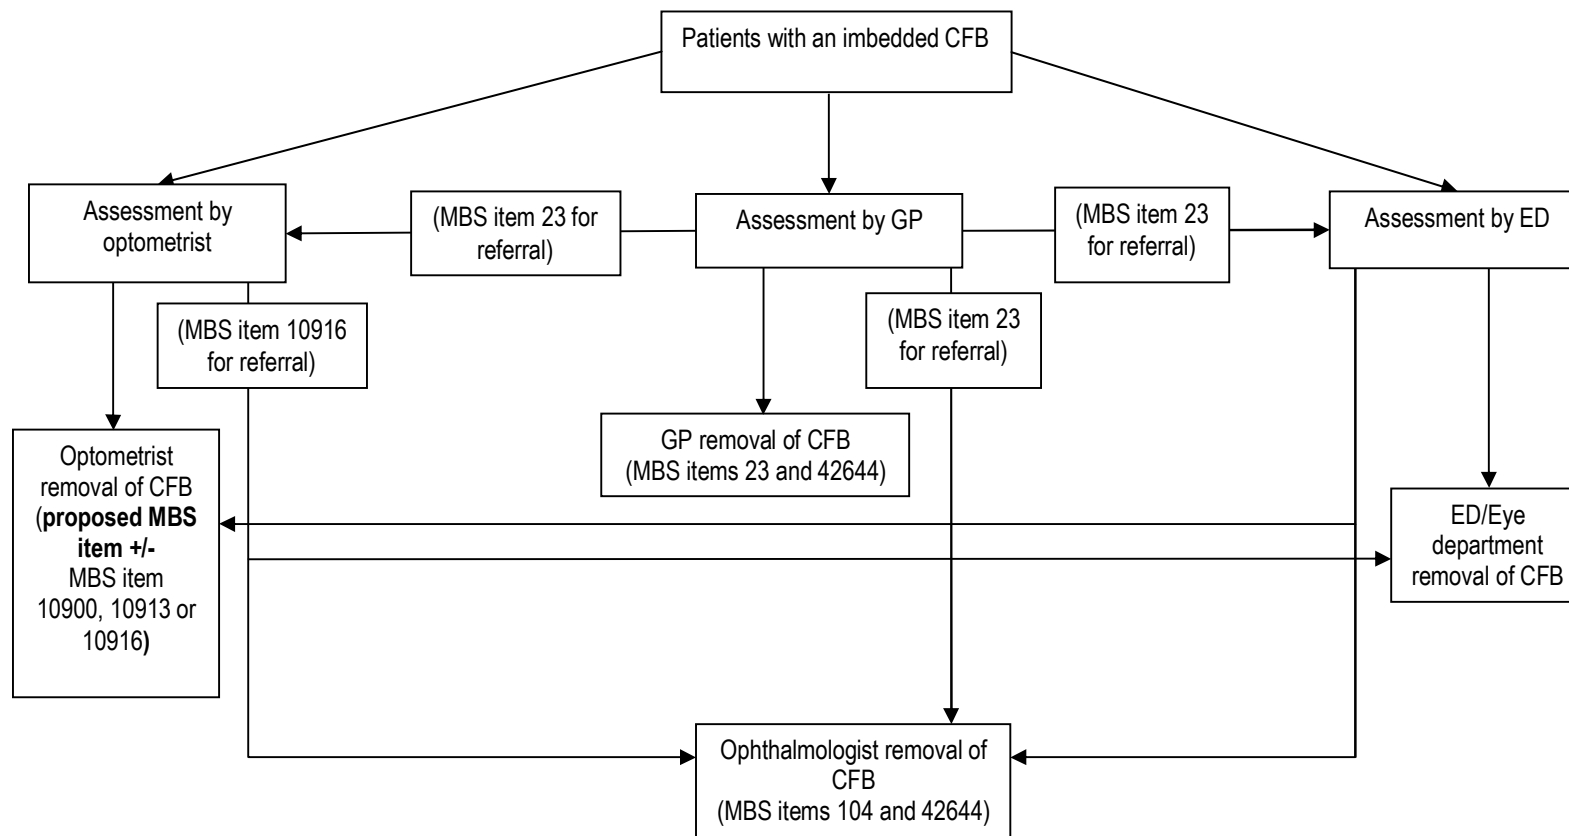 Patients with an imbedded CFB
Assessment by
optometrist
(MBS item 23 for
referral)
Assessment by GP
(MBS item 23
for referral)
Assessment by ED
(MBS item 10916
for referral)
(MBS item 23
for referral)
Optometrist
removal of CFB
(proposed MBS
item +/-
MBS item
10900, 10913 or
10916)
GP removal of CFB
(MBS items 23 and 42644)
ED/Eye
department
removal of CFB
Ophthalmologist removal of
CFB
(MBS items 104 and 42644)